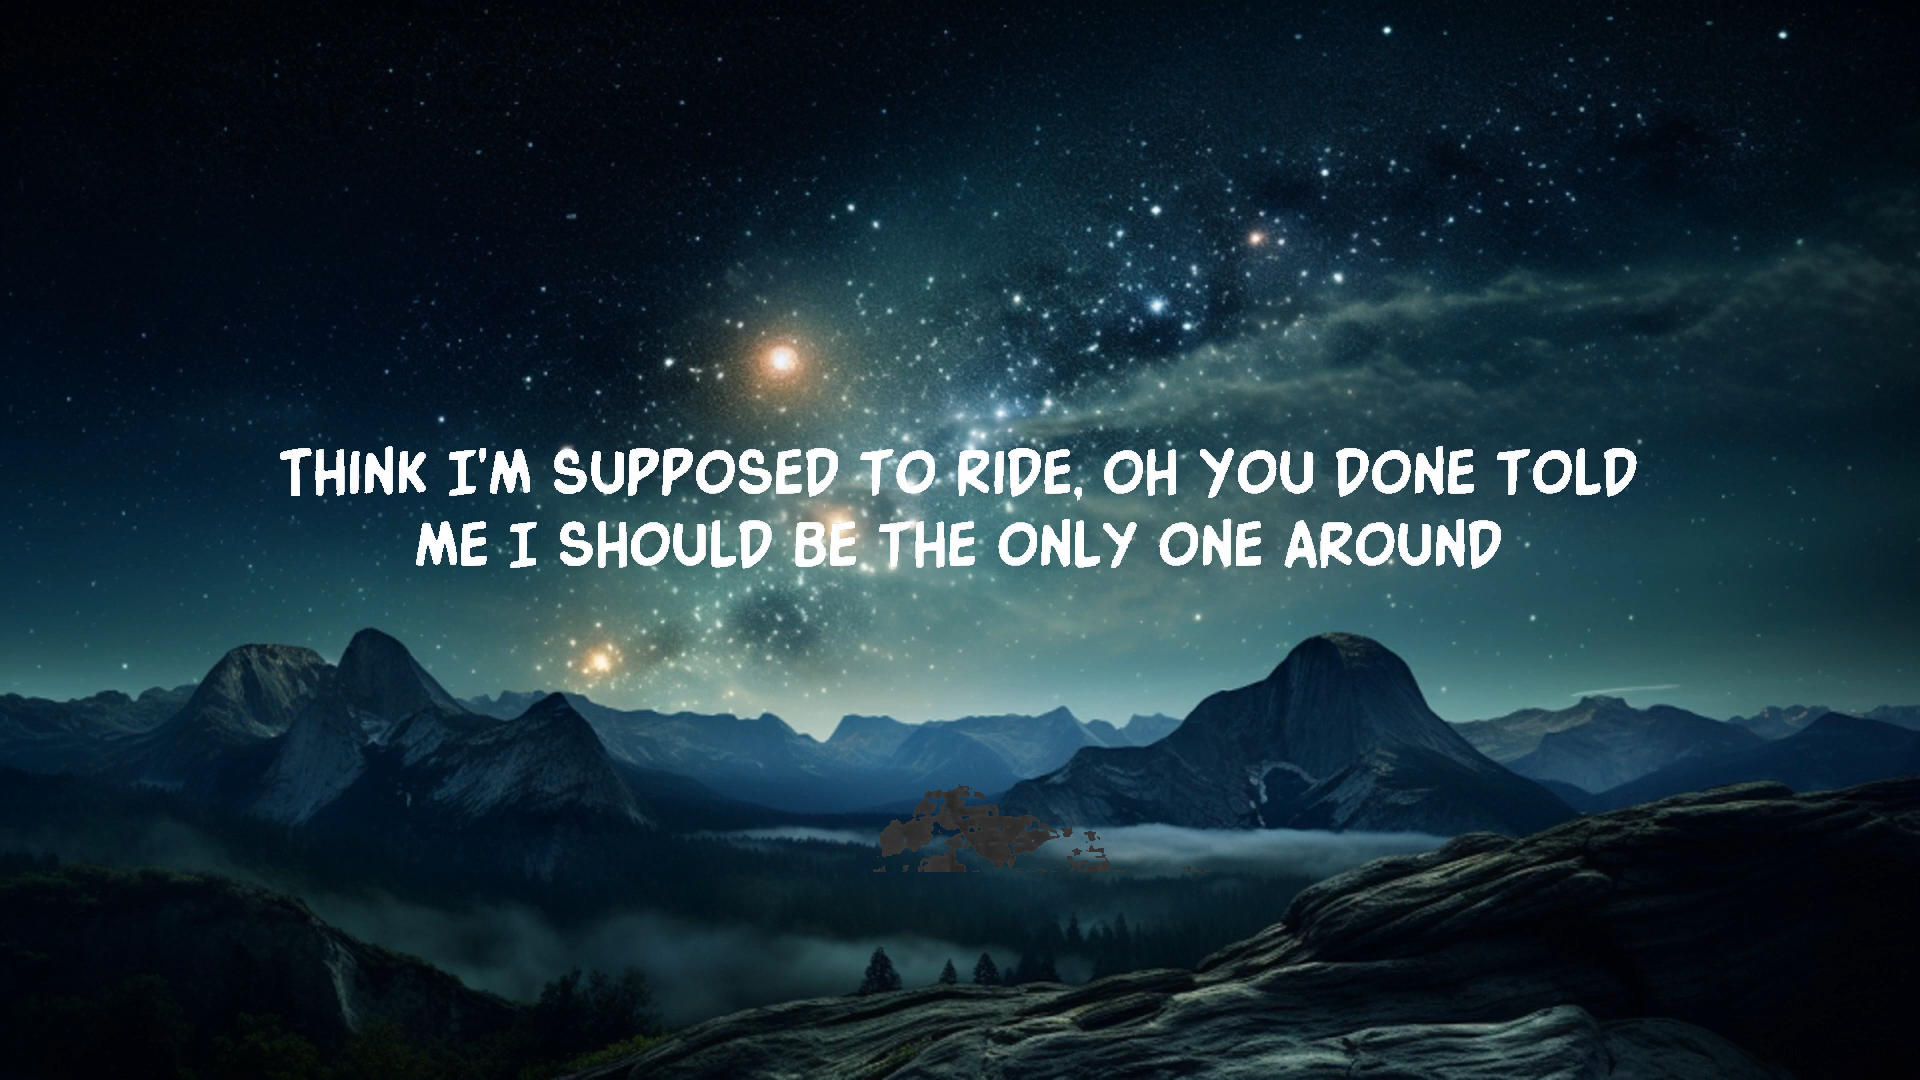 THINK I'M SUPPOSED TO RIDE, OH YOU DONE TOLD
ME I SHOULD BE THE ONLY ONE AROUND